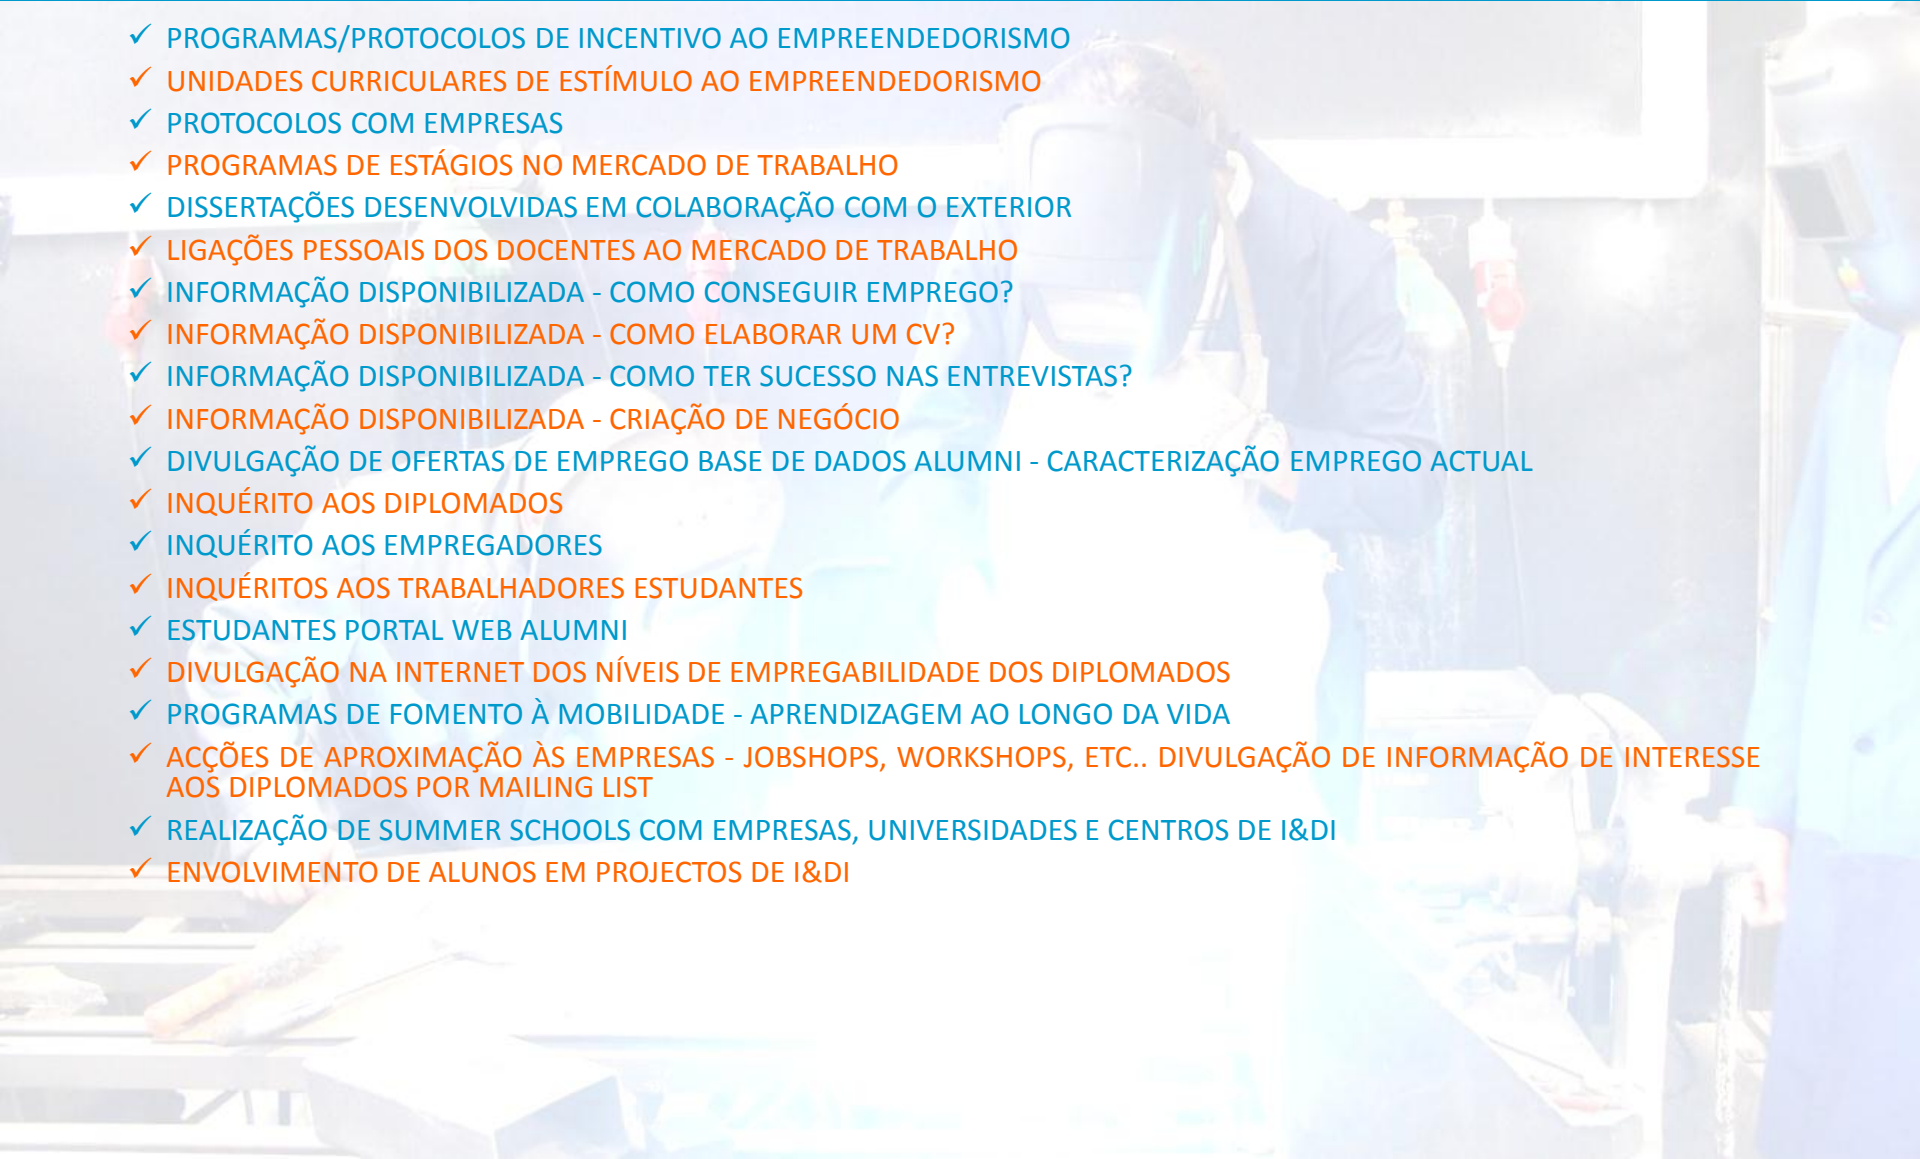 ✓ PROGRAMAS/PROTOCOLOS DE INCENTIVO AO EMPREENDEDORISMO
✓ UNIDADES CURRICULARES DE ESTÍMULO AO EMPREENDEDORISMO
✓ PROTOCOLOS COM EMPRESAS
✓ PROGRAMAS DE ESTÁGIOS NO MERCADO DE TRABALHO
✓ DISSERTAÇÕES DESENVOLVIDAS EM COLABORAÇÃO COM O EXTERIOR
✓ LIGAÇÕES PESSOAIS DOS DOCENTES AO MERCADO DE TRABALHO
✓ INFORMAÇÃO DISPONIBILIZADA - COMO CONSEGUIR EMPREGO?
✓ INFORMAÇÃO DISPONIBILIZADA - COMO ELABORAR UM CV?
✓ INFORMAÇÃO DISPONIBILIZADA - COMO TER SUCESSO NAS ENTREVISTAS?
✓ INFORMAÇÃO DISPONIBILIZADA - CRIAÇÃO DE NEGÓCIO
✓ DIVULGAÇÃO DE OFERTAS DE EMPREGO BASE DE DADOS ALUMNI - CARACTERIZAÇÃO EMPREGO ACTUAL
✓ INQUÉRITO AOS DIPLOMADOS
✓ INQUÉRITO AOS EMPREGADORES
✓ INQUÉRITOS AOS TRABALHADORES ESTUDANTES
✓ ESTUDANTES PORTAL WEB ALUMNI
✓ DIVULGAÇÃO NA INTERNET DOS NÍVEIS DE EMPREGABILIDADE DOS DIPLOMADOS
✓ PROGRAMAS DE FOMENTO À MOBILIDADE - APRENDIZAGEM AO LONGO DA VIDA
✓ ACÇÕES DE APROXIMAÇÃO ÀS EMPRESAS - JOBSHOPS, WORKSHOPS, ETC.. DIVULGAÇÃO DE INFORMAÇÃO DE INTERESSE
AOS DIPLOMADOS POR MAILING LIST
✓ REALIZAÇÃO DE SUMMER SCHOOLS COM EMPRESAS, UNIVERSIDADES E CENTROS DE I&DI
✓ ENVOLVIMENTO DE ALUNOS EM PROJECTOS DE I&DI